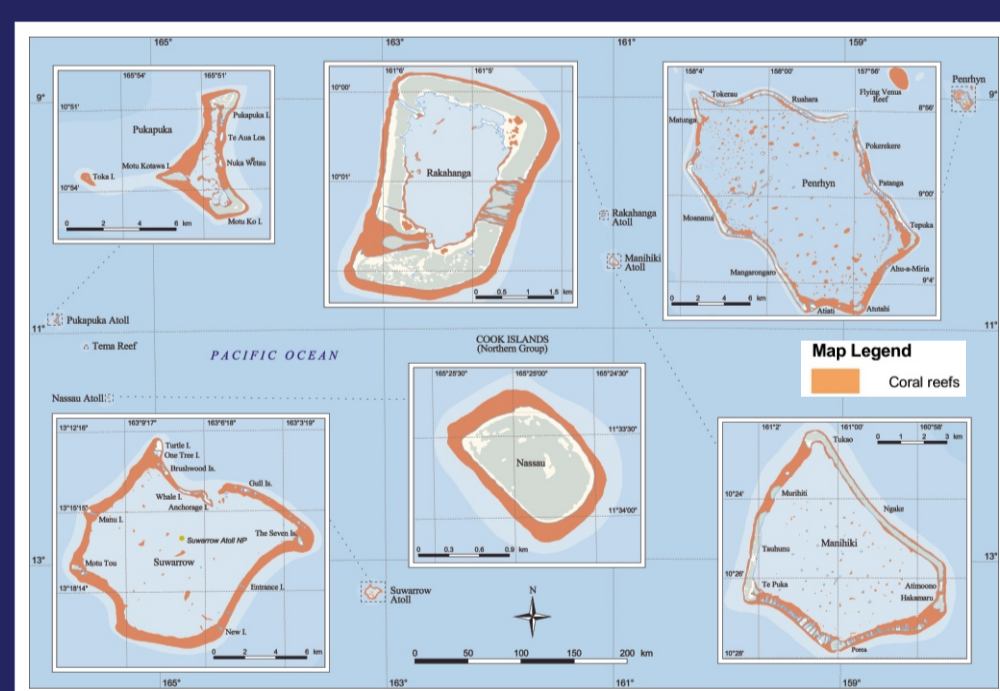 165°
163°
161°
159°
9°
11°
13°
9°
11°
13°
165°
163°
161°
159°
165°54'
165°51'
10°51'
10°54'
Pukapuka
Pukapuka I.
Te Aua Loa
Nuka Wetau
Motu Kotawa I.
Toka I.
Motu Ko I.
0 2 4 6 km
161°6'
161°5'
10°00'
10°01'
Rakahanga
0 0.5 1 1.5 km
158°4'
158°00'
157°56'
Tokerau
Ruahara
Flying Venus
Reef
8°56'
Matunga
Pokerekere
Penrhyn
Patanga
9°00'
Moananui
Tepuka
Mangarongaro
Ahu-a-Miria
9°4'
Atiati
Atutahi
0 2 4 6 km
Penrhyn
Rakahanga
Atoll
Manihiki
Atoll
Pukapuka Atoll
Tema Reef
PACIFIC OCEAN
COOK ISLANDS
(Northern Group)
Nassau Atoll
Map Legend
Coral reefs
165°25'30"
165°25'00"
165°24'30"
11°33'30"
11°34'00"
Nassau
0 0.3 0.6 0.9 km
13°12'16"
163°9'17"
163°6'18"
163°3'19"
Turtle I.
One Tree I.
Brushwood Is.
Whale I.
Anchorage I.
Gull Is.
13°15'15"
Manu I.
The Seven Is.
Suwarrow Atoll NP
Suwarrow
Motu Tou
13°18'14"
Entrance I.
New I.
0 2 4 6 km
Suwarrow
Atoll
N
0 50 100 150 200 km
161°2'
161°00'
160°58'
Tukao
0 1 2 3 km
10°24'
Murihiti
Ngake
Tauhunu
Manihiki
10°26'
Te Puka
Atimoono
Hakamaru
Porea
10°28'